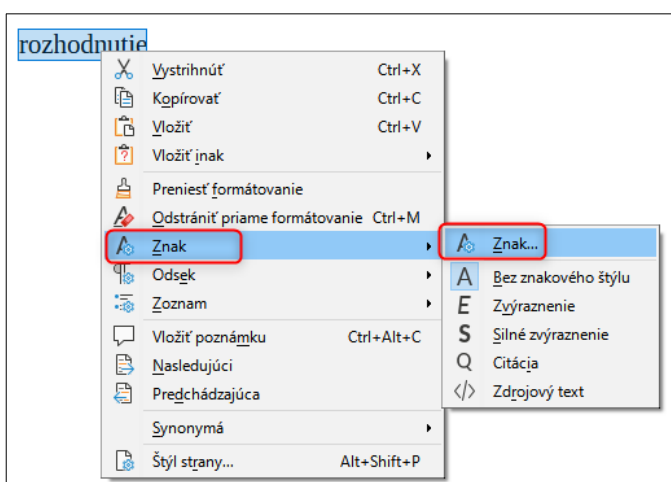 rozhodnutie
Vystrihnúť Ctrl+X
Kopírovať Ctrl+C
Vložiť Ctrl+V
Vložiť inak
Preniesť formátovanie
Odstrániť priame formátovanie Ctrl+M
Znak
Odsek
Zoznam
Vložiť poznámku Ctrl+Alt+C
Nasledujúci
Predchádzajúca
Synonymá
Štýl strany... Alt+Shift+P
Znak...
A Bez znakového štýlu
E Zvýraznenie
S Silné zvýraznenie
Q Citácia
</> Zdrojový text